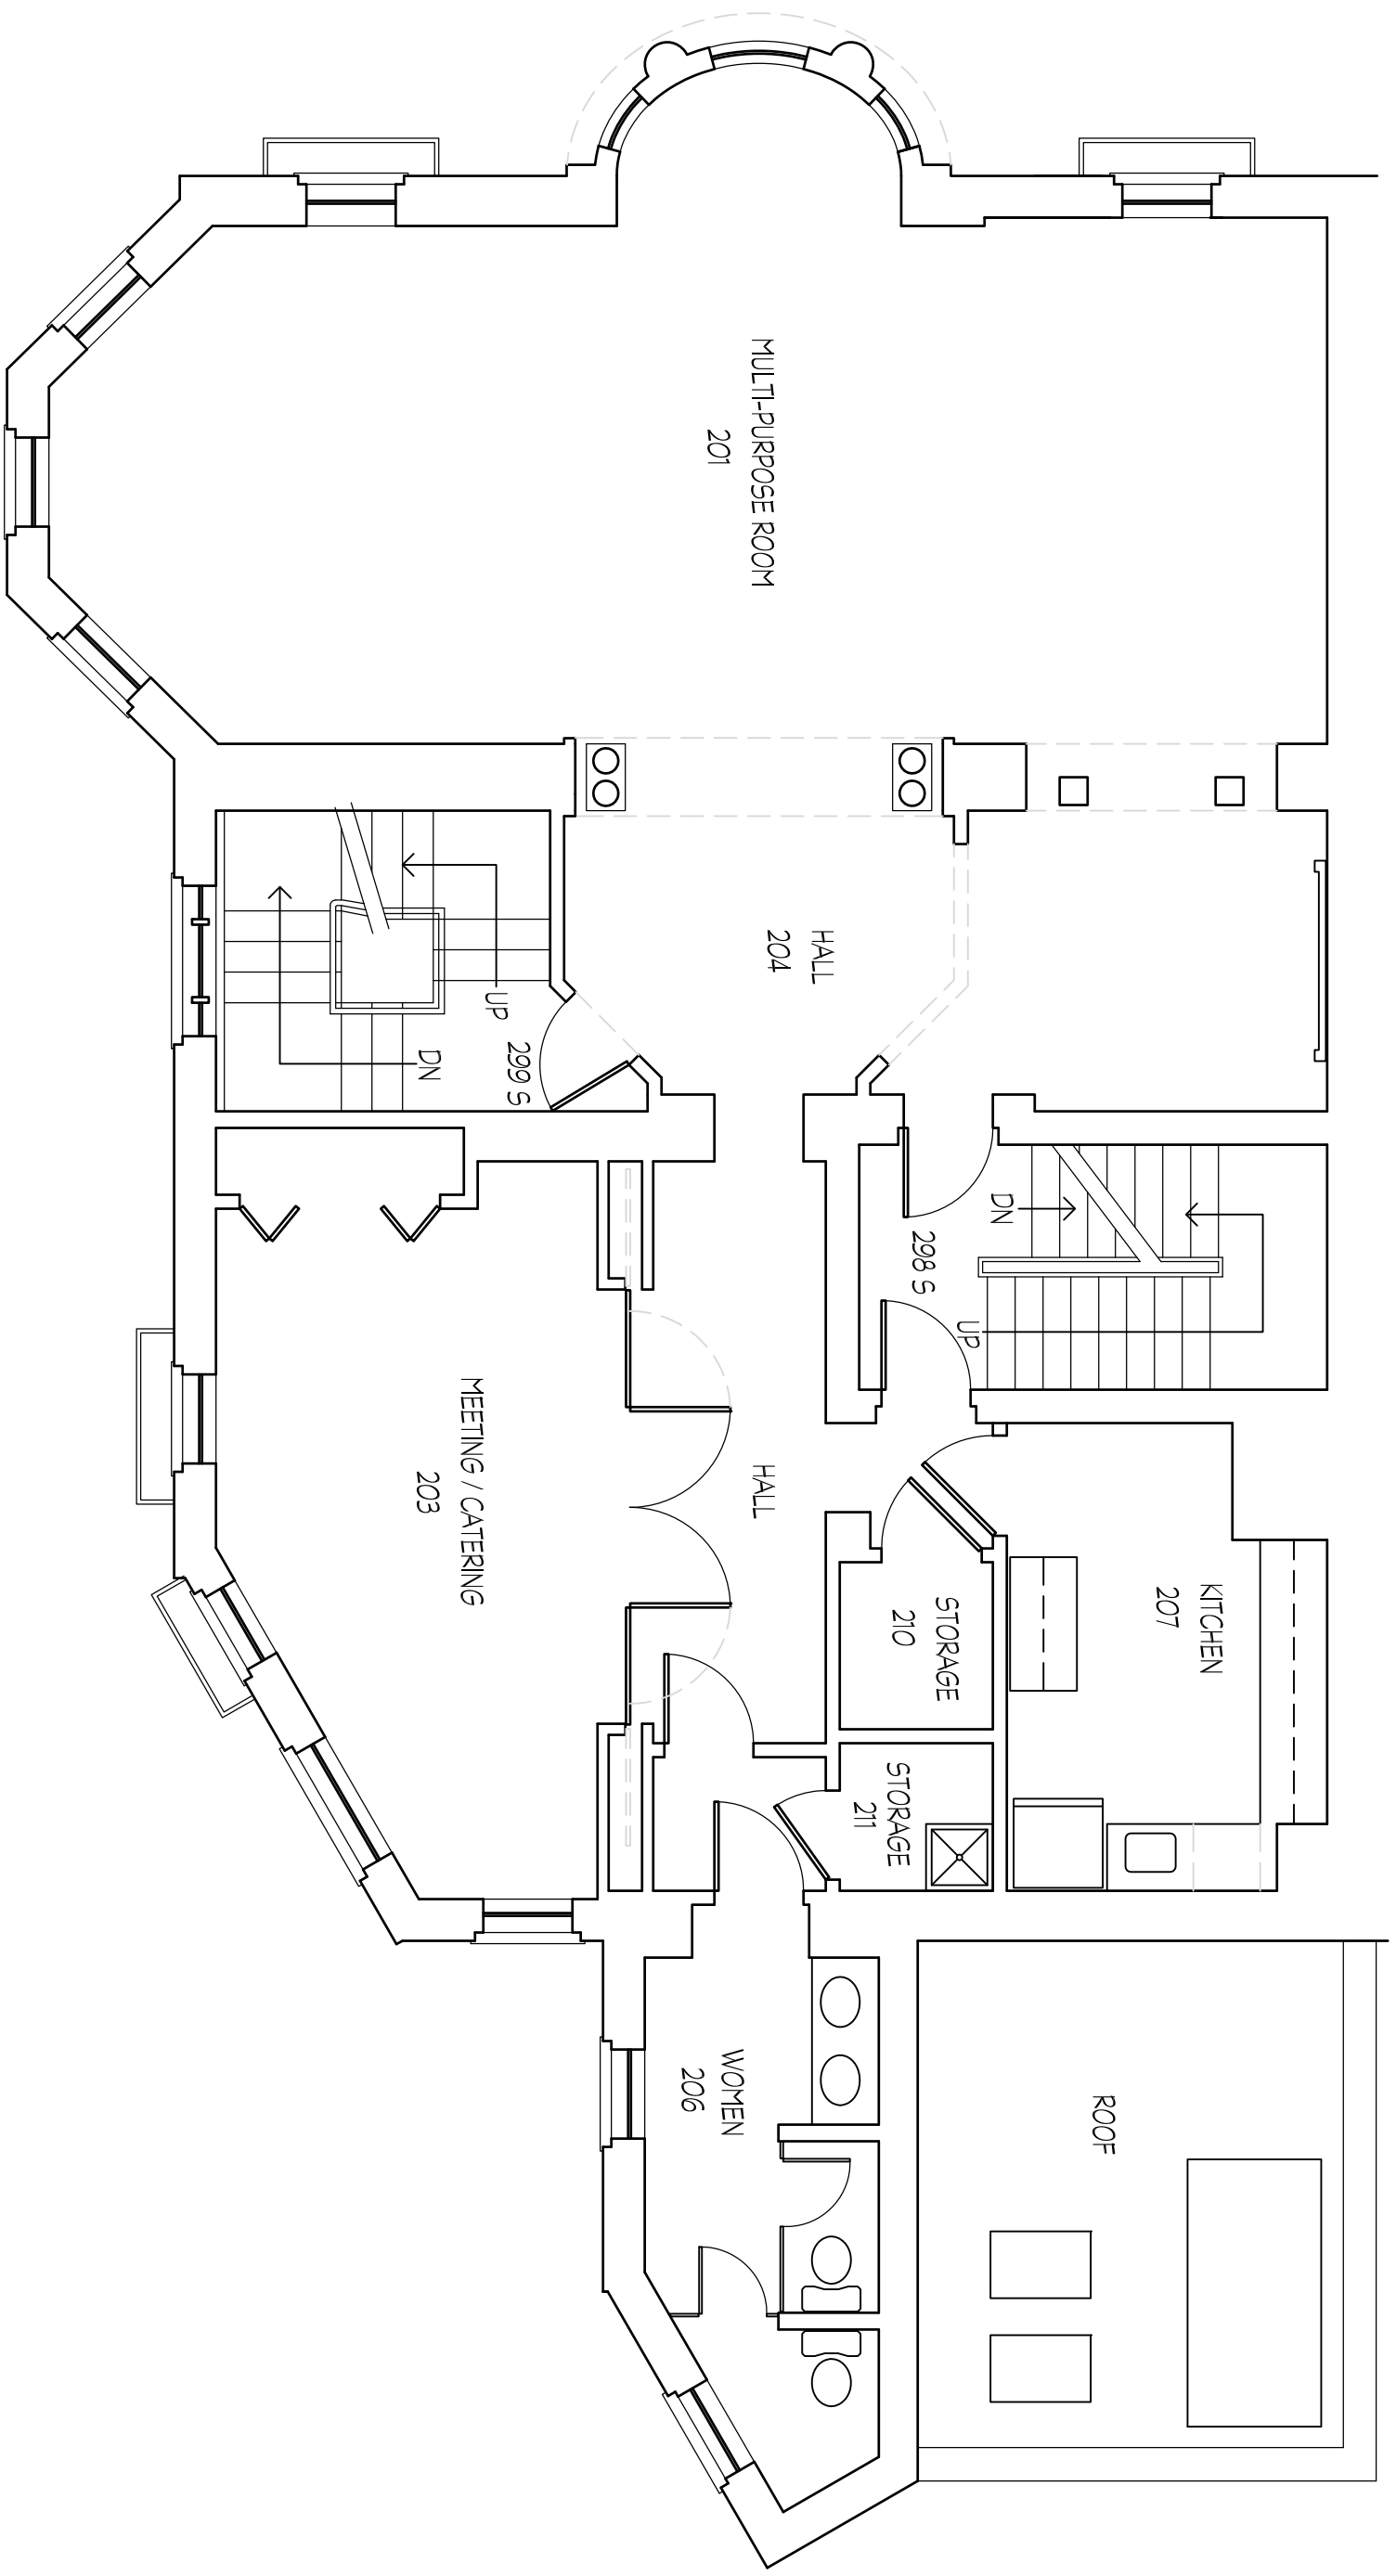 MULTI-PURPOSE ROOM
201
HALL
204
UP
DN
299 S
DN
298 S
UP
MEETING / CATERING
203
HALL
KITCHEN
207
STORAGE
210
STORAGE
211
WOMEN
206
ROOF